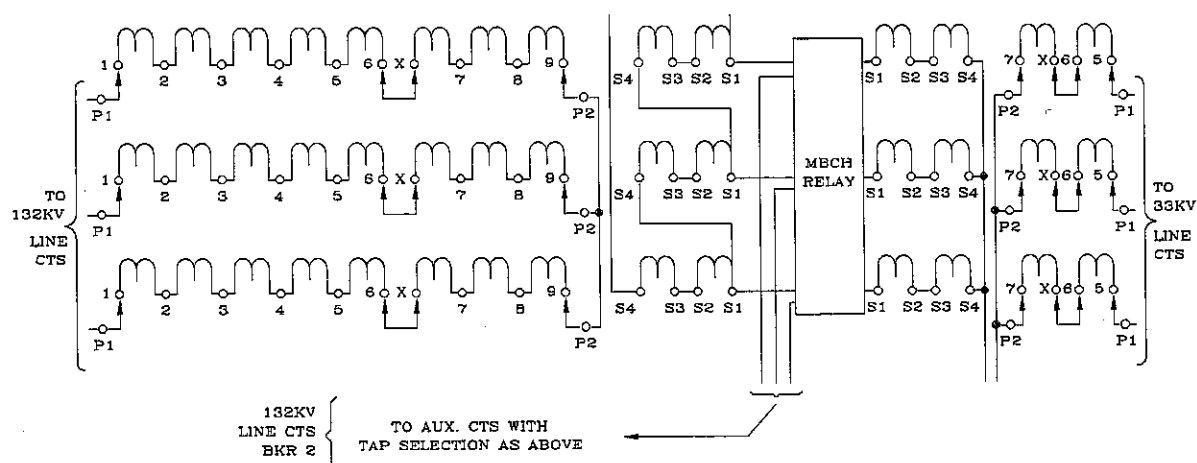 1 2 3 4 5 6 X 7 8 9
P1 P2
S4 S3 S2 S1
S1 S2 S3 S4
7 X 6 5
P2 P1
1 2 3 4 5 6 X 7 8 9
P1 P2
S4 S3 S2 S1
S1 S2 S3 S4
7 X 6 5
P2 P1
1 2 3 4 5 6 X 7 8 9
P1 P2
S4 S3 S2 S1
S1 S2 S3 S4
7 X 6 5
P2 P1
TO
132KV
LINE
CTS
MBCH
RELAY
TO
33KV
LINE
CTS
132KV
LINE CTS
BKR 2
TO AUX. CTS WITH
TAP SELECTION AS ABOVE